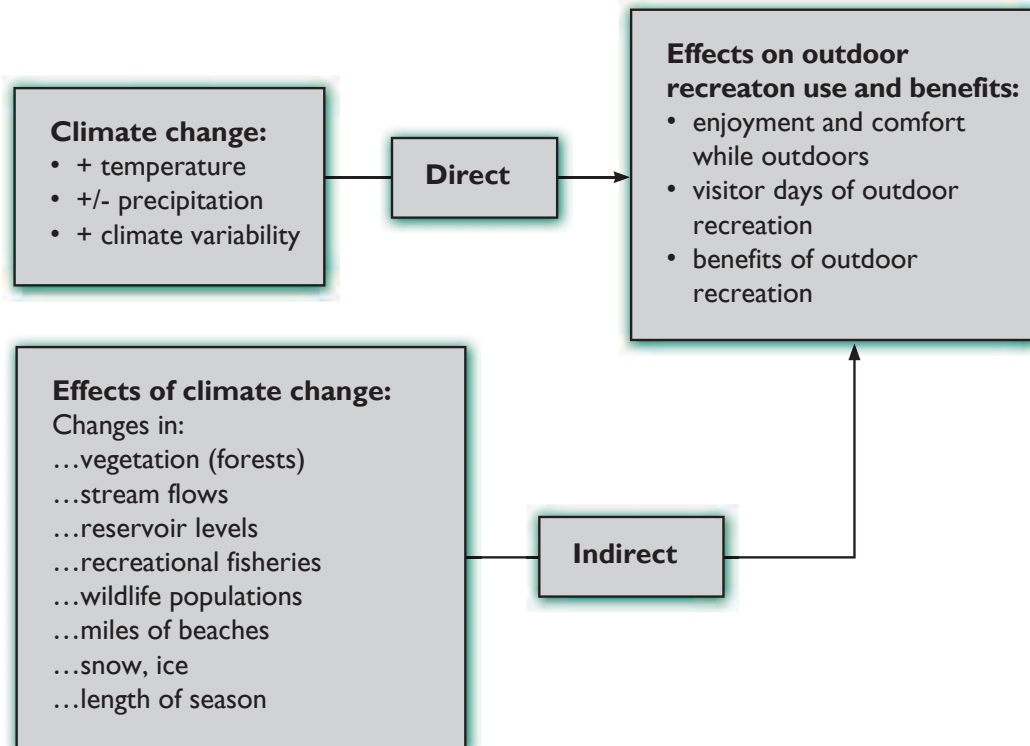 Climate change:
• + temperature
• +/- precipitation
• + climate variability
Direct
Effects on outdoor
recreaton use and benefits:
• enjoyment and comfort
while outdoors
• visitor days of outdoor
recreation
• benefits of outdoor
recreation
Effects of climate change:
Changes in:
…vegetation (forests)
…stream flows
…reservoir levels
…recreational fisheries
…wildlife populations
…miles of beaches
…snow, ice
…length of season
Indirect